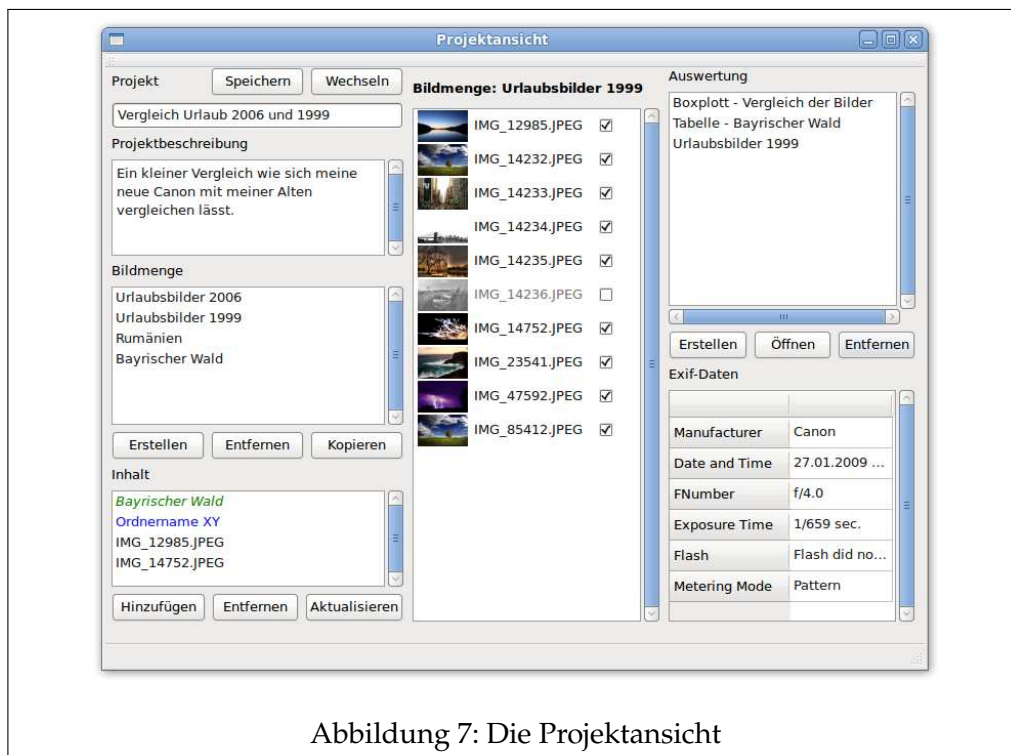 Projektansicht
Projekt
Speichern
Wechseln
Vergleich Urlaub 2006 und 1999
Projektbeschreibung
Ein kleiner Vergleich wie sich meine
neue Canon mit meiner Alten
vergleichen lässt.
Bildmenge
Urlaubsbilder 2006
Urlaubsbilder 1999
Rumänien
Bayrischer Wald
Erstellen
Entfernen
Kopieren
Inhalt
Bayrischer Wald
Ordnername XY
IMG_12985.JPEG
IMG_14752.JPEG
Hinzufügen
Entfernen
Aktualisieren
Bildmenge: Urlaubsbilder 1999
IMG_12985.JPEG
IMG_14232.JPEG
IMG_14233.JPEG
IMG_14234.JPEG
IMG_14235.JPEG
IMG_14236.JPEG
IMG_14752.JPEG
IMG_23541.JPEG
IMG_47592.JPEG
IMG_85412.JPEG
Auswertung
Boxplott - Vergleich der Bilder
Tabelle - Bayrischer Wald
Urlaubsbilder 1999
Erstellen
Öffnen
Entfernen
Exif-Daten
Manufacturer Canon
Date and Time 27.01.2009 ...
FNumber f/4.0
Exposure Time 1/659 sec.
Flash Flash did no...
Metering Mode Pattern
Abbildung 7: Die Projektansicht